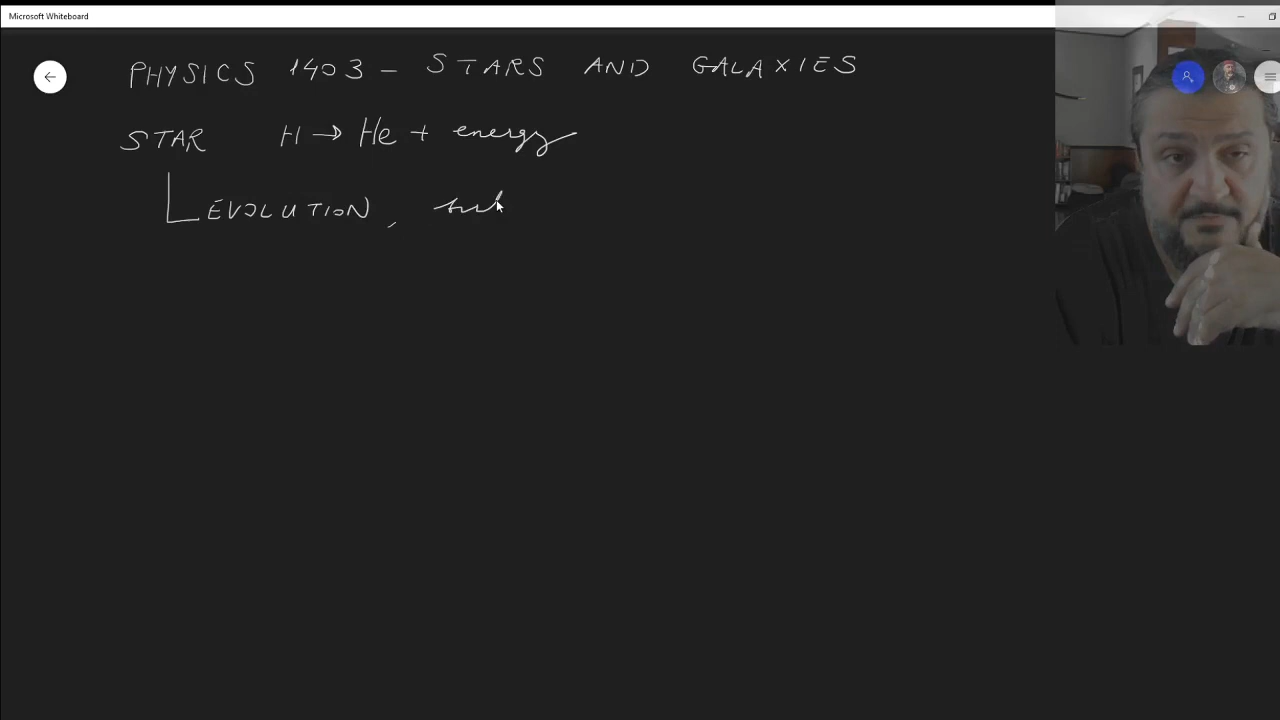 Microsoft Whiteboard
PHYSICS 1403 - STARS AND GALAXIES
STAR H → He + energy
EVOLUTION,